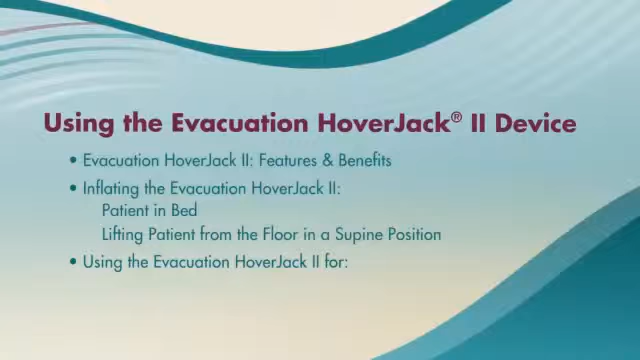 Using the Evacuation HoverJack® II Device
• Evacuation HoverJack II: Features & Benefits
• Inflating the Evacuation HoverJack II:
Patient in Bed
Lifting Patient from the Floor in a Supine Position
• Using the Evacuation HoverJack II for: